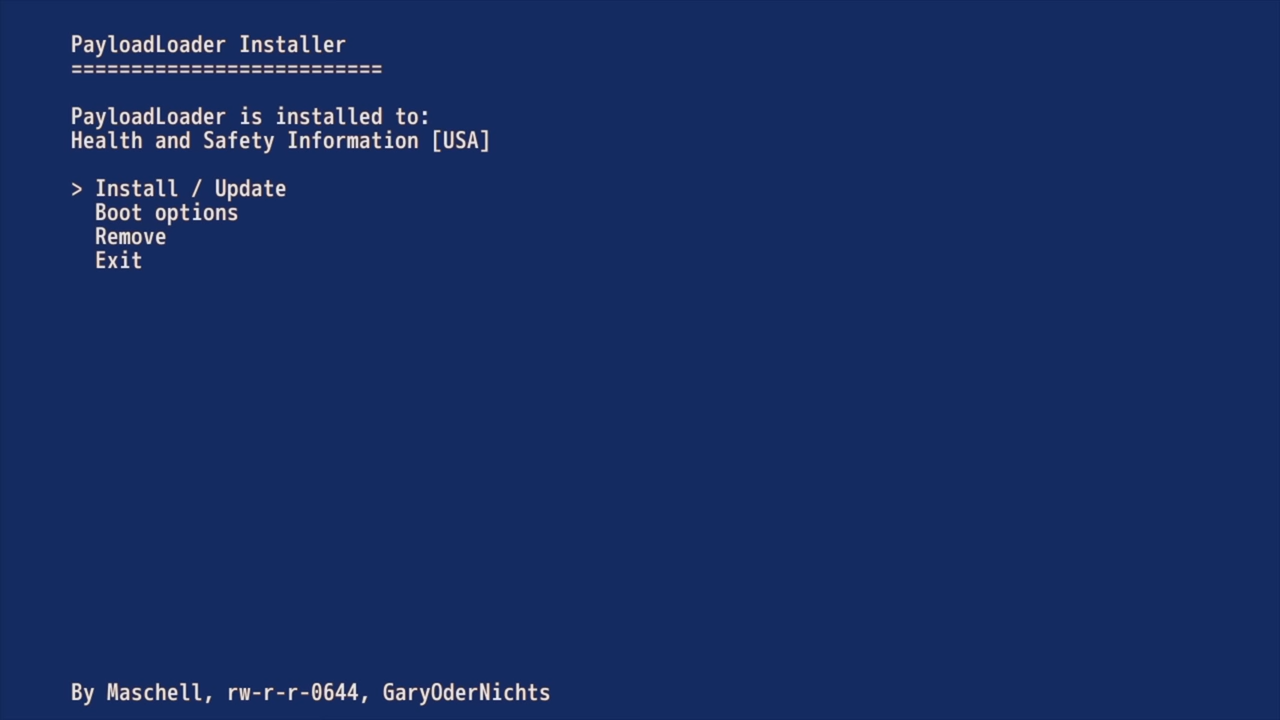 PayloadLoader Installer
==========================
PayloadLoader is installed to:
Health and Safety Information [USA]
> Install / Update
Boot options
Remove
Exit
By Maschell, rw-r-r-0644, GaryOderNichts